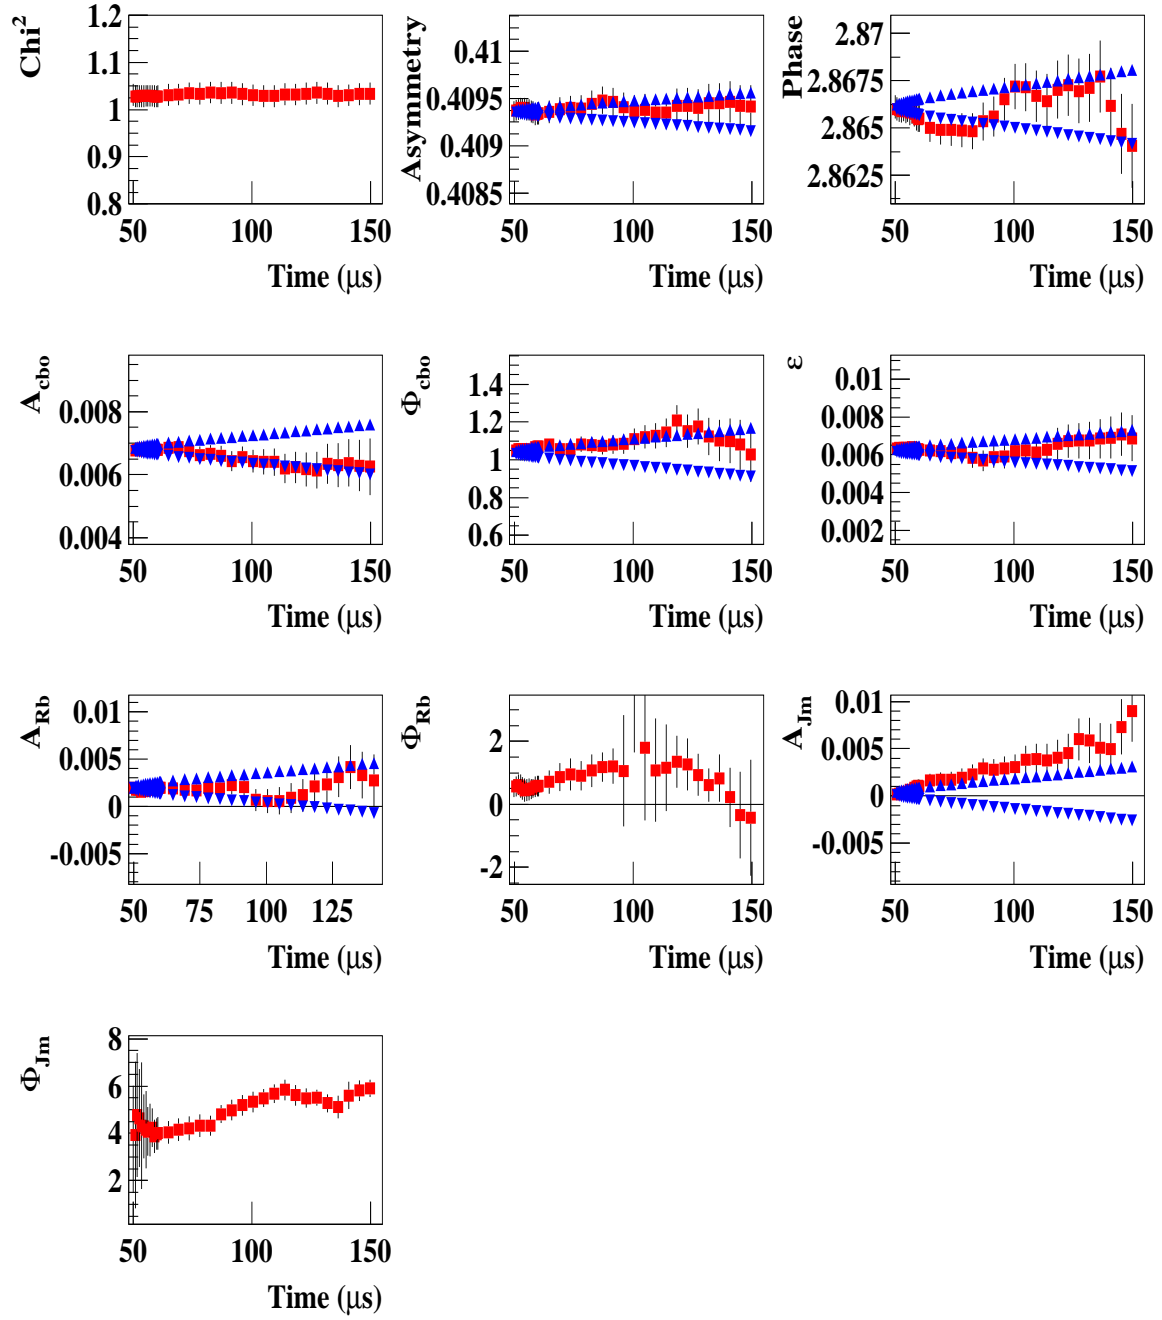 Chi²
1.2
1.1
1
0.9
0.8
50 100 150
Time (μs)
Asymmetry
0.41
0.4095
0.409
0.4085
50 100 150
Time (μs)
Phase
2.87
2.8675
2.865
2.8625
50 100 150
Time (μs)
A_cbo
0.008
0.006
0.004
50 100 150
Time (μs)
Φ_cbo
1.4
1.2
1
0.8
0.6
50 100 150
Time (μs)
ε
0.01
0.008
0.006
0.004
0.002
50 100 150
Time (μs)
A_Rb
0.01
0.005
0
-0.005
50 75 100 125
Time (μs)
Φ_Rb
2
0
-2
50 100 150
Time (μs)
A_Jm
0.01
0.005
0
-0.005
50 100 150
Time (μs)
Φ_Jm
8
6
4
2
50 100 150
Time (μs)